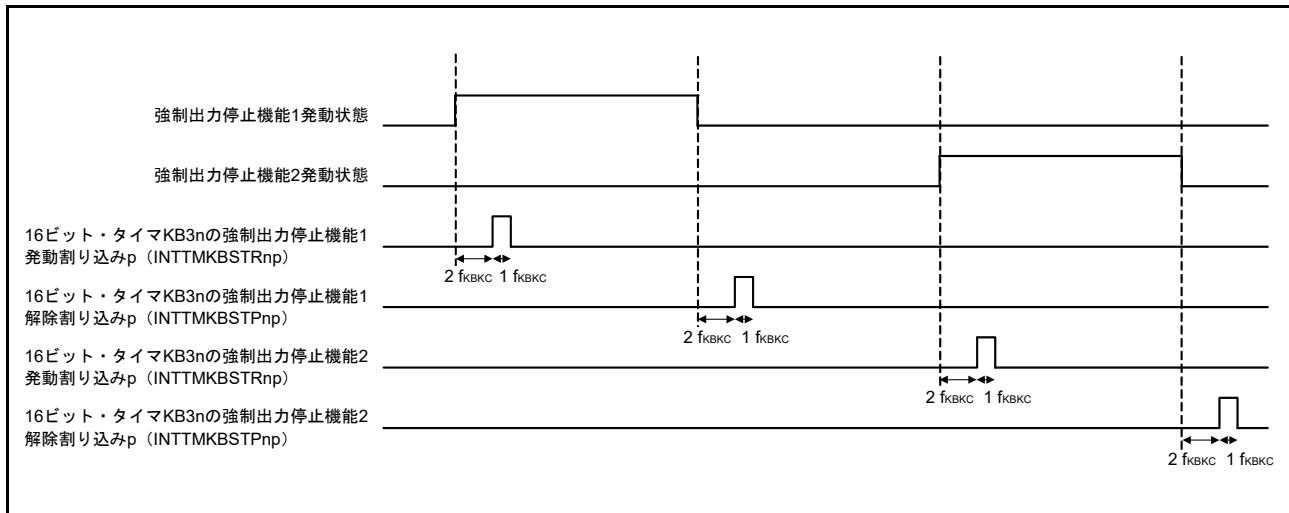 強制出力停止機能1発動状態
強制出力停止機能2発動状態
16ビット・タイマKB3nの強制出力停止機能1
発動割り込みp（INTTMKBSTRnp）
2 fKBKC 1 fKBKC
16ビット・タイマKB3nの強制出力停止機能1
解除割り込みp（INTTMKBSTPnp）
2 fKBKC 1 fKBKC
16ビット・タイマKB3nの強制出力停止機能2
発動割り込みp（INTTMKBSTRnp）
2 fKBKC 1 fKBKC
16ビット・タイマKB3nの強制出力停止機能2
解除割り込みp（INTTMKBSTPnp）
2 fKBKC 1 fKBKC